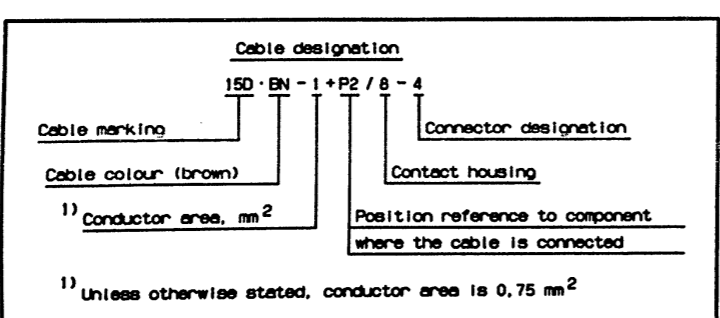 Cable designation
15D · BN - 1 + P2 / 8 - 4
Cable marking
Connector designation
Cable colour (brown)
Contact housing
1) Conductor area, mm2
Position reference to component
where the cable is connected
1) Unless otherwise stated, conductor area is 0,75 mm2